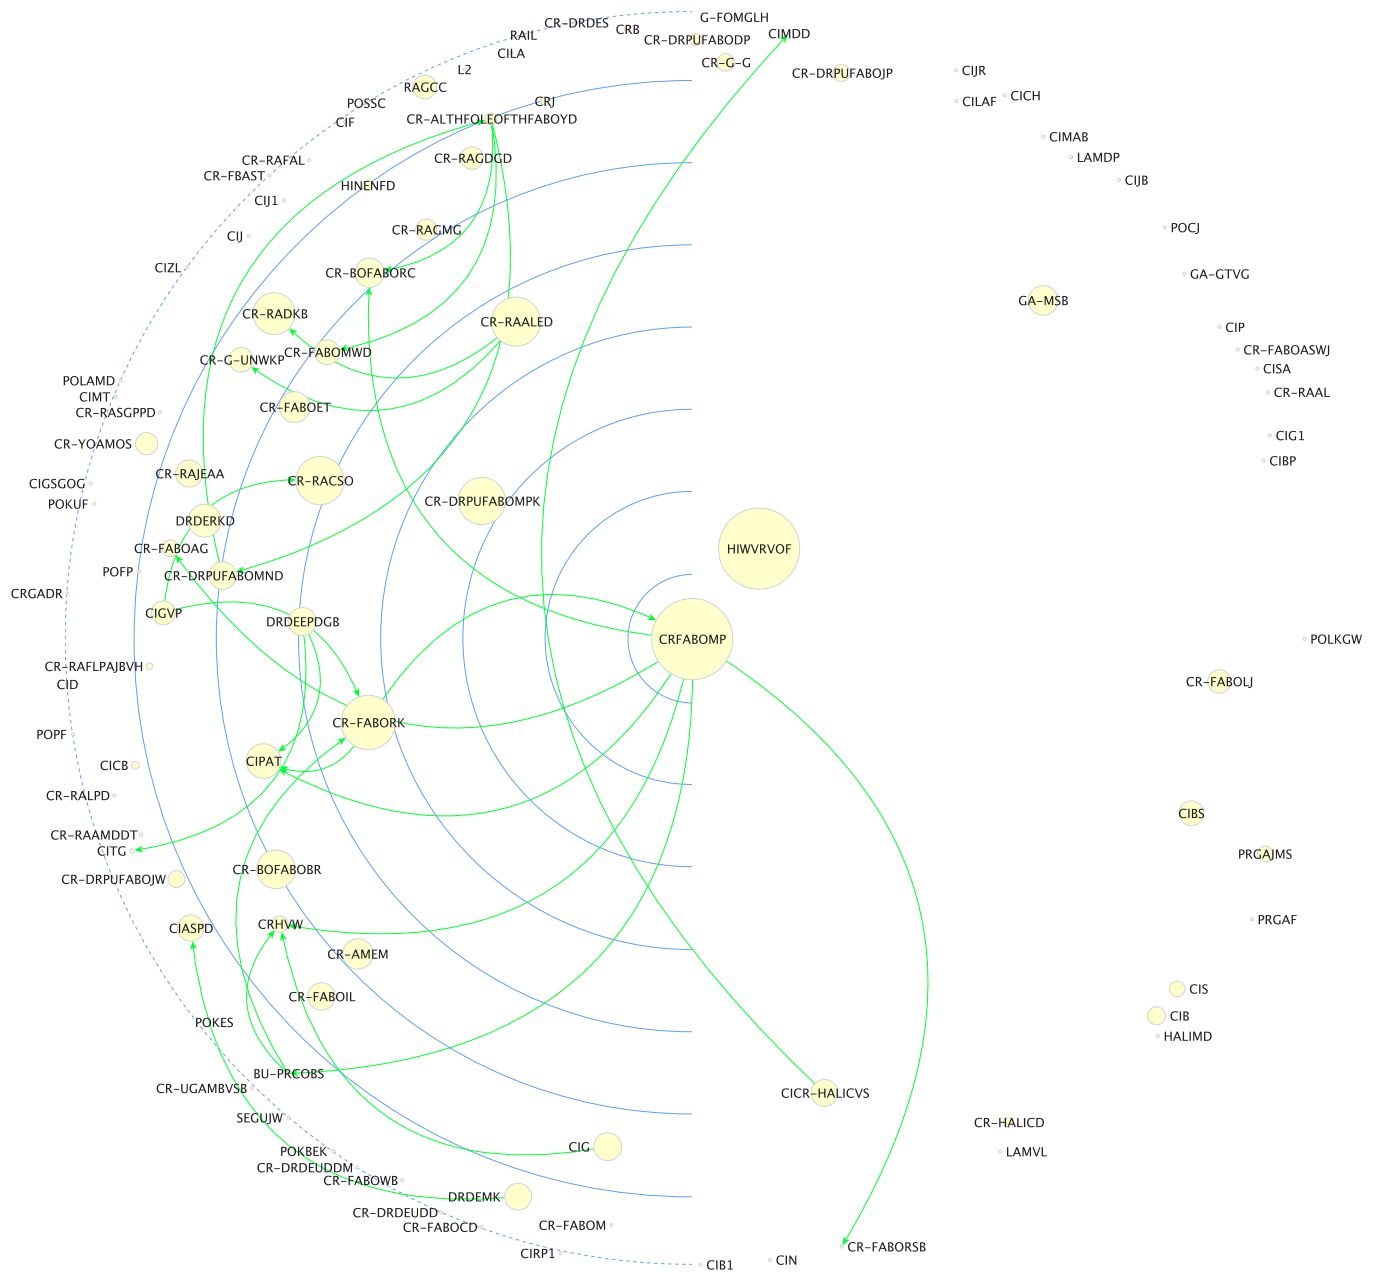 G-FOMGLH
CR-DRDES
CRB
CIMDD
RAIL
CR-DRPUFABODP
CILA
CR-G-G
L2
CR-DRPUFABOJP
CIJR
RAGCC
CICH
POSSC
CRJ
CILAF
CIF
CR-ALTHFOLEOFTHFABOYD
CIMAB
CR-RAFAL
CR-RAGDGD
LAMDP
CR-FBAST
HINENFD
CIJB
CIJ1
CIJ
CR-RAGMG
POCJ
CIZL
CR-BOFABORC
GA-GTVG
GA-MSB
CR-RADKB
CR-RAALED
CIP
CR-G-UNWKP
CR-FABOMWD
CR-FABOASWJ
CISA
POLAMD
CIMT
CR-RAAL
CR-RASGPPD
CR-FABOET
CR-YOAMOS
CIG1
CIBP
CR-RAJEAA
CIGSGOG
CR-RACSO
POKUF
CR-DRPUFABOMPK
DRDERKD
CR-FABOAG
HIWVRVOF
POFP
CR-DRPUFABOMND
CRGADR
CIGVP
DRDEEPDGB
CRFABOMP
POLKGW
CR-RAFLPAJBVH
CID
CR-FABOLJ
CR-FABORK
POPF
CICB
CIPAT
CR-RALPD
CIBS
CR-RAAMDDT
CITG
PRGAJMS
CR-DRPUFABOJW
CR-BOFABOBR
PRGAF
CIASPD
CRHVW
CR-AMEM
CIS
CR-FABOIL
CIB
POKES
HALIMD
BU-PRCOBS
CR-UGAMBVSB
CICR-HALICVS
SEGUJW
CR-HALICD
POKBEK
CIG
LAMVL
CR-DRDEUDDM
CR-FABOWB
DRDEMK
CR-DRDEUDD
CR-FABOCD
CR-FABOM
CIRP1
CR-FABORSB
CIB1
CIN